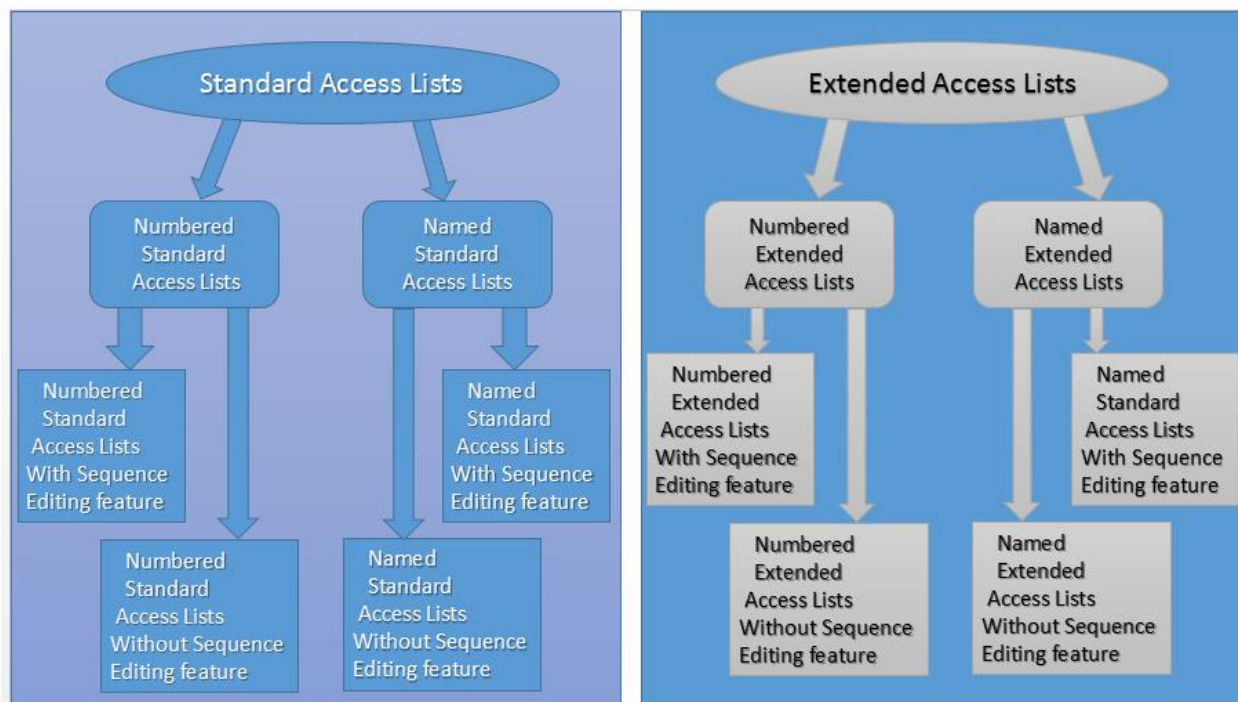 Standard Access Lists
Numbered
Standard
Access Lists
Named
Standard
Access Lists
Numbered
Standard
Access Lists
With Sequence
Editing feature
Named
Standard
Access Lists
With Sequence
Editing feature
Numbered
Standard
Access Lists
Without Sequence
Editing feature
Named
Standard
Access Lists
Without Sequence
Editing feature
Extended Access Lists
Numbered
Extended
Access Lists
Named
Extended
Access Lists
Numbered
Extended
Access Lists
With Sequence
Editing feature
Named
Standard
Access Lists
With Sequence
Editing feature
Numbered
Extended
Access Lists
Without Sequence
Editing feature
Named
Extended
Access Lists
Without Sequence
Editing feature